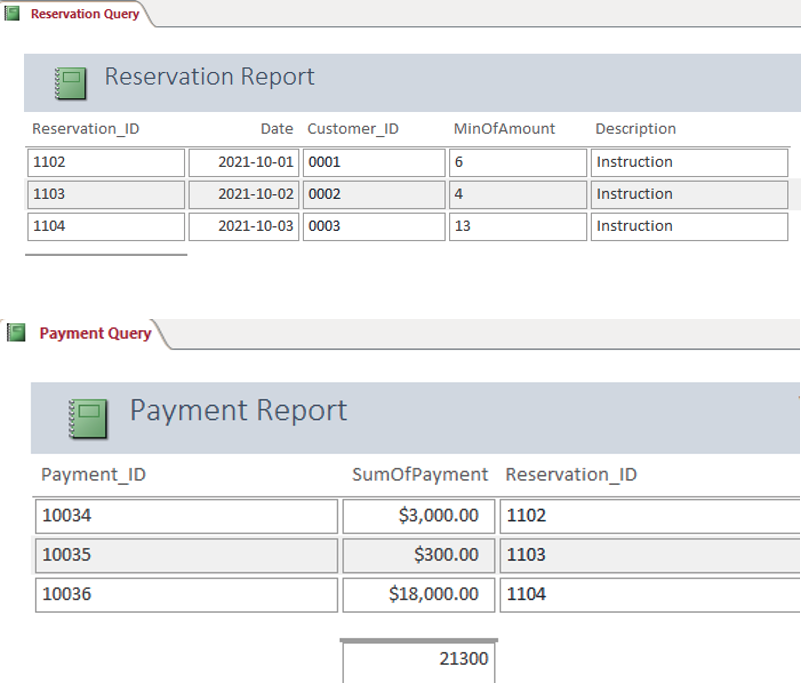 Reservation Query
Reservation Report
Reservation_ID Date Customer_ID MinOfAmount Description
1102 2021-10-01 0001 6 Instruction
1103 2021-10-02 0002 4 Instruction
1104 2021-10-03 0003 13 Instruction
Payment Query
Payment Report
Payment_ID SumOfPayment Reservation_ID
10034 $3,000.00 1102
10035 $300.00 1103
10036 $18,000.00 1104
21300